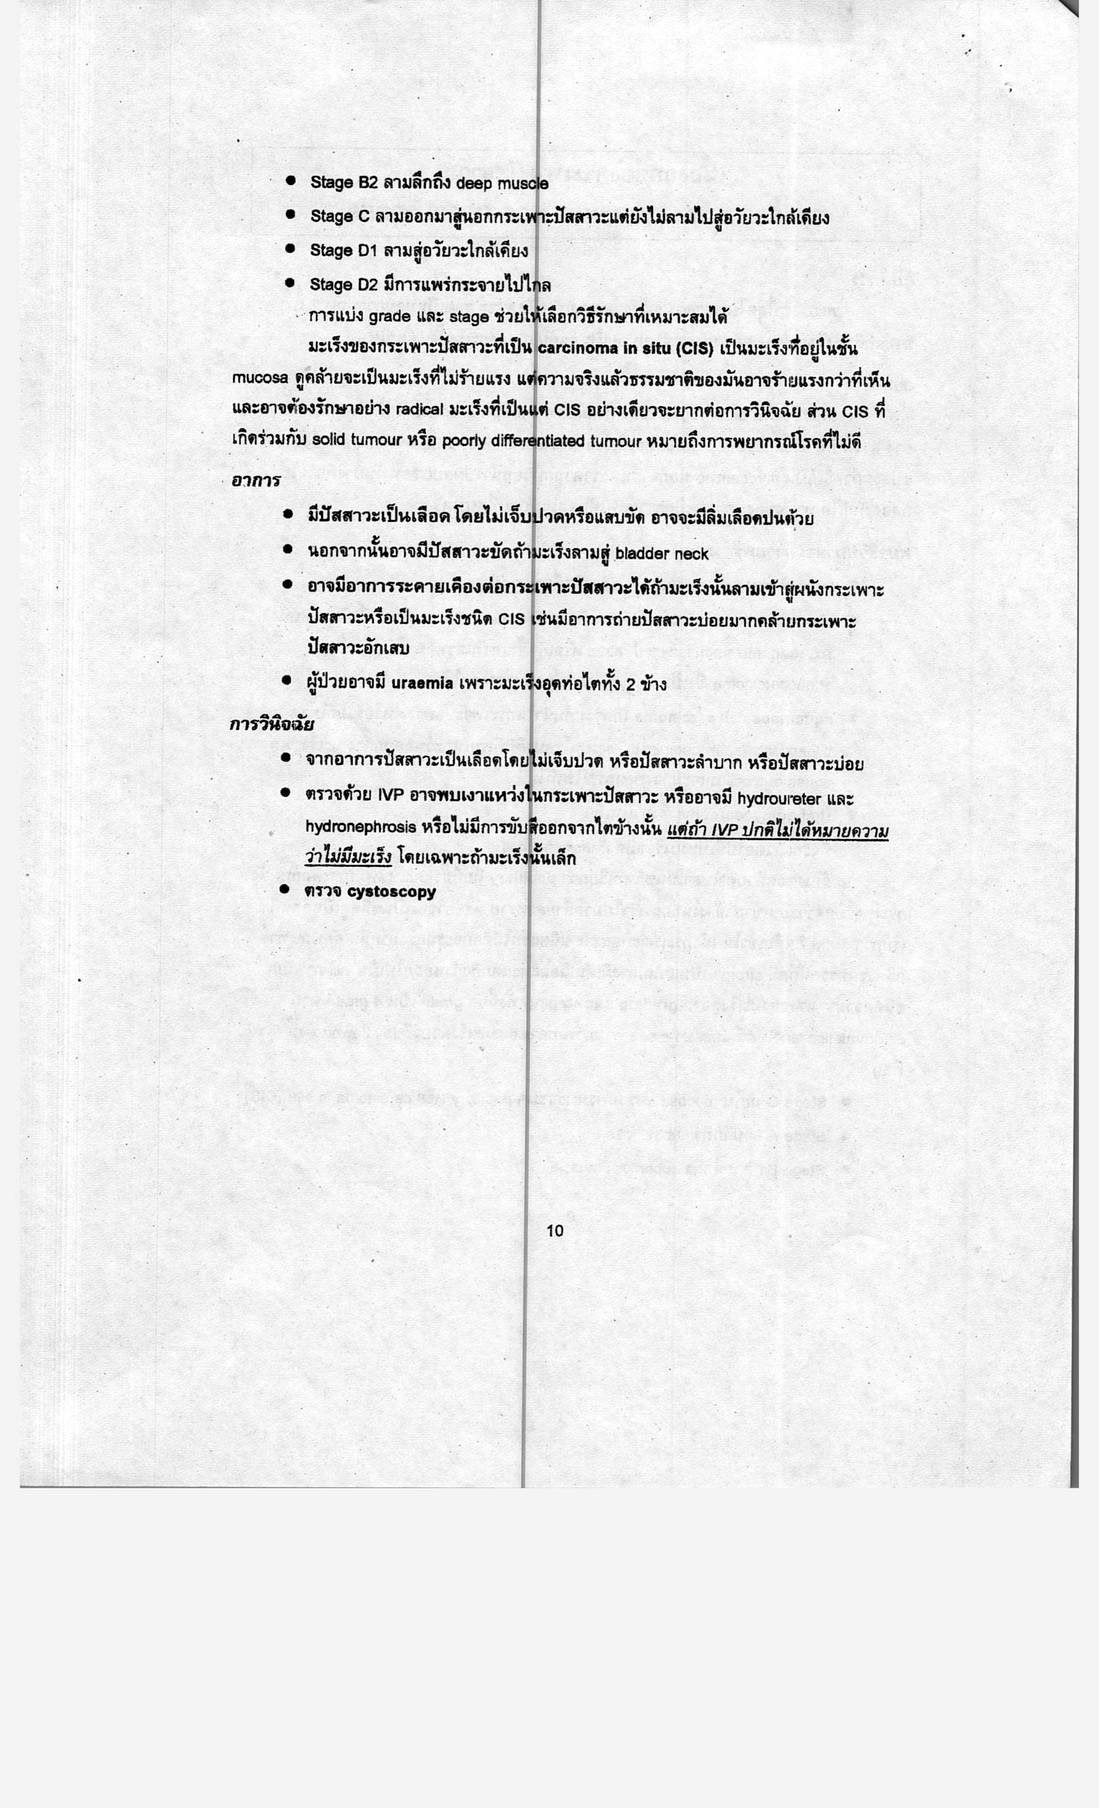 ● Stage B2 ลามลึกถึง deep muscle
● Stage C ลามออกมาสู่นอกกระเพาะปัสสาวะแต่ยังไม่ลามไปสู่อวัยวะใกล้เคียง
● Stage D1 ลามสู่อวัยวะใกล้เคียง
● Stage D2 มีการแพร่กระจายไปไกล
การแบ่ง grade และ stage ช่วยให้เลือกวิธีรักษาที่เหมาะสมได้
มะเร็งของกระเพาะปัสสาวะที่เป็น carcinoma in situ (CIS) เป็นมะเร็งที่อยู่ในชั้น
mucosa ดูคล้ายจะเป็นมะเร็งที่ไม่ร้ายแรง แต่ความจริงแล้วธรรมชาติของมันอาจร้ายแรงกว่าที่เห็น
และอาจต้องรักษาอย่าง radical มะเร็งที่เป็นแต่ CIS อย่างเดียวจะยากต่อการวินิจฉัย ส่วน CIS ที่
เกิดร่วมกับ solid tumour หรือ poorly differentiated tumour หมายถึงการพยากรณ์โรคที่ไม่ดี
อาการ
● มีปัสสาวะเป็นเลือด โดยไม่เจ็บปวดหรือแสบขัด อาจจะมีลิ่มเลือดปนด้วย
● นอกจากนั้นอาจมีปัสสาวะขัดถ้ามะเร็งลามสู่ bladder neck
● อาจมีอาการระคายเคืองต่อกระเพาะปัสสาวะได้ถ้ามะเร็งนั้นลามเข้าสู่ผนังกระเพาะ
ปัสสาวะหรือเป็นมะเร็งชนิด CIS เช่นมีอาการถ่ายปัสสาวะบ่อยมากคล้ายกระเพาะ
ปัสสาวะอักเสบ
● ผู้ป่วยอาจมี uraemia เพราะมะเร็งอุดท่อไตทั้ง 2 ข้าง
การวินิจฉัย
● จากอาการปัสสาวะเป็นเลือดโดยไม่เจ็บปวด หรือปัสสาวะลำบาก หรือปัสสาวะบ่อย
● ตรวจด้วย IVP อาจพบเงาแหว่งในกระเพาะปัสสาวะ หรืออาจมี hydroureter และ
hydronephrosis หรือไม่มีการขับสีออกจากไตข้างนั้น แต่ถ้า IVP ปกติไม่ได้หมายความ
ว่าไม่มีมะเร็ง โดยเฉพาะถ้ามะเร็งนั้นเล็ก
● ตรวจ cystoscopy
10